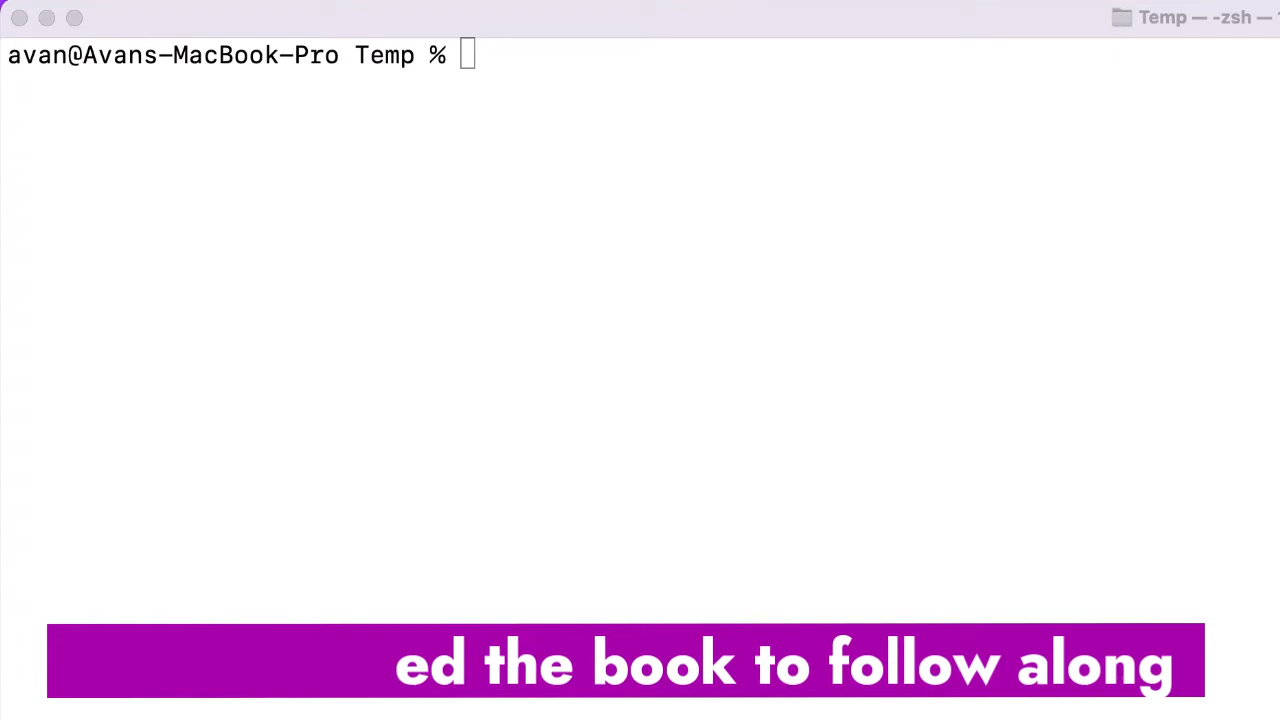 Temp — -zsh —
avan@Avans-MacBook-Pro Temp %
ed the book to follow along